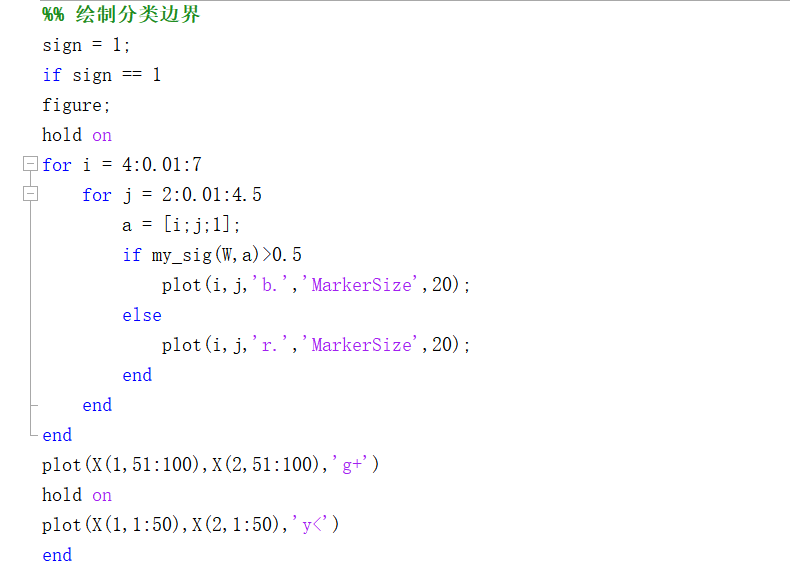 %% 绘制分类边界
sign = 1;
if sign == 1
figure;
hold on
for i = 4:0.01:7
    for j = 2:0.01:4.5
        a = [i;j;1];
        if my_sig(W,a)>0.5
            plot(i,j,'b.','MarkerSize',20);
        else
            plot(i,j,'r.','MarkerSize',20);
        end
    end
end
plot(X(1,51:100),X(2,51:100),'g+')
hold on
plot(X(1,1:50),X(2,1:50),'y<')
end